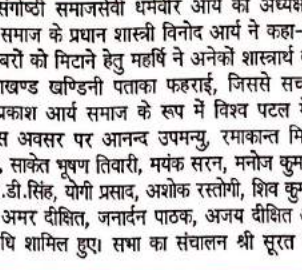 संगोष्ठी समाजसेवी धर्मवीर आर्य की अध्यक्ष
समाज के प्रधान शास्त्री विनोद आर्य ने कहा-
बरों को मिटाने हेतु महर्षि ने अनेकों शास्त्रार्थ
खण्ड खण्डिनी पताका फहराई, जिससे सच
प्रकाश आर्य समाज के रूप में विश्व पटल
स अवसर पर आनन्द उपमन्यु, रमाकान्त मि
साकेत भूषण तिवारी, मयंक सरन, मनोज कुम
.डी.सिंह, योगी प्रसाद, अशोक रस्तोगी, शिव कु
अमर दीक्षित, जनार्दन पाठक, अजय दीक्षित
धि शामिल हुए। सभा का संचालन श्री सूरत